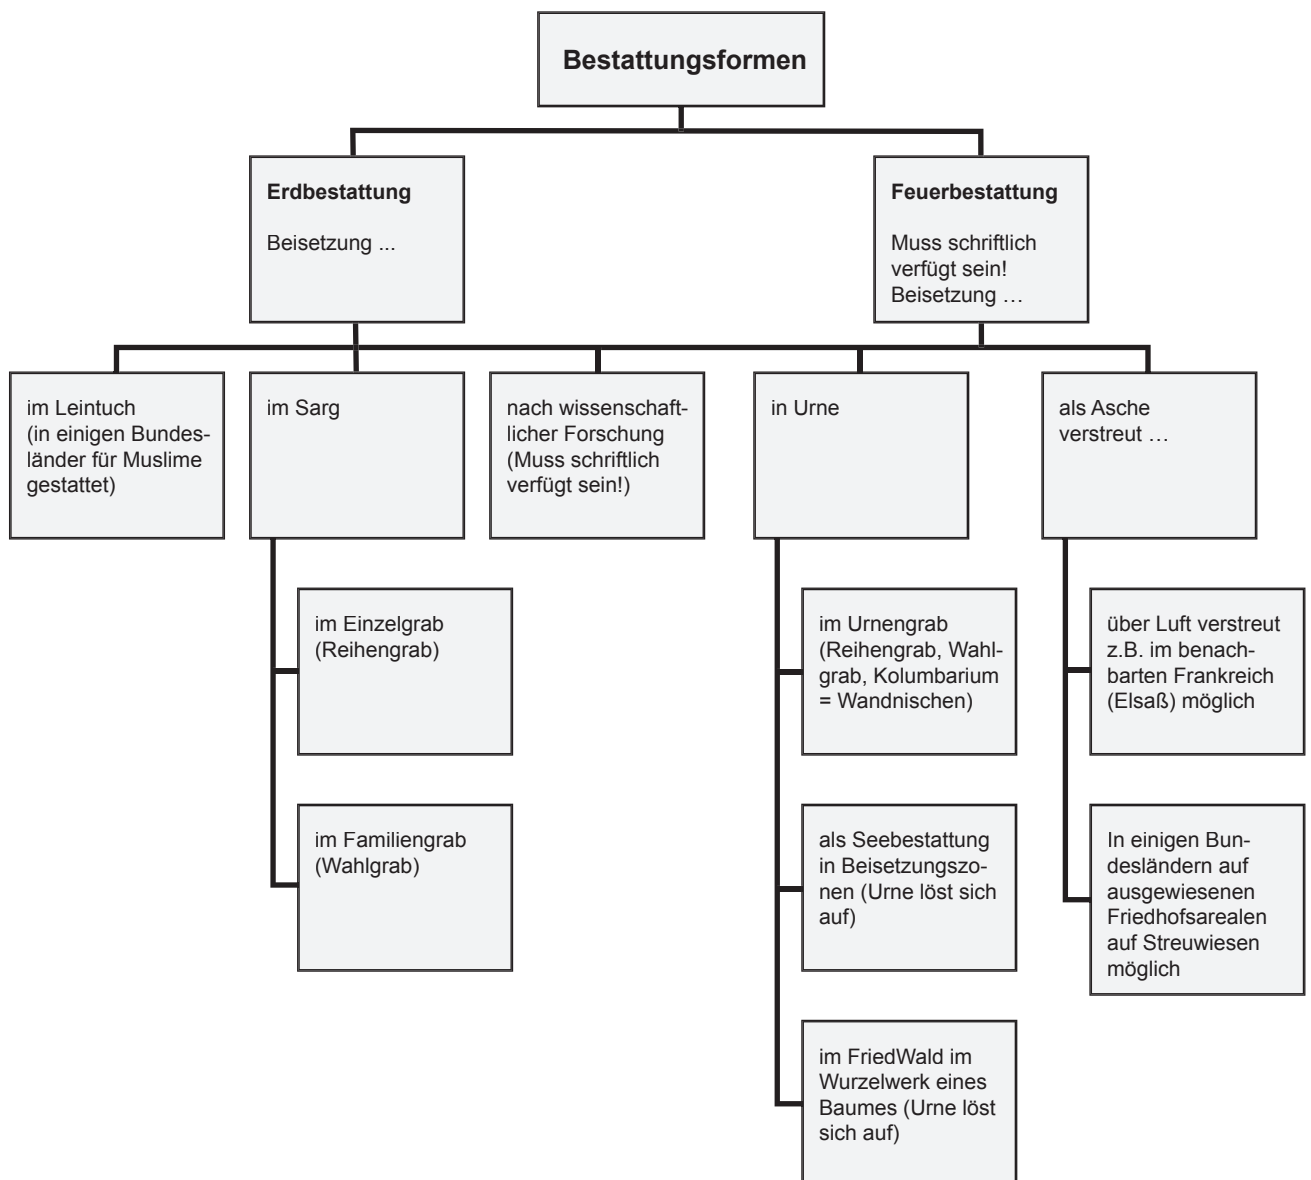 Bestattungsformen
Erdbestattung
Beisetzung ...
Feuerbestattung
Muss schriftlich
verfügt sein!
Beisetzung …
im Leintuch
(in einigen Bundes-
länder für Muslime
gestattet)
im Sarg
nach wissenschaft-
licher Forschung
(Muss schriftlich
verfügt sein!)
in Urne
als Asche
verstreut …
im Einzelgrab
(Reihengrab)
im Familiengrab
(Wahlgrab)
im Urnengrab
(Reihengrab, Wahl-
grab, Kolumbarium
= Wandnischen)
als Seebestattung
in Beisetzungszo-
nen (Urne löst sich
auf)
im FriedWald im
Wurzelwerk eines
Baumes (Urne löst
sich auf)
über Luft verstreut
z.B. im benach-
barten Frankreich
(Elsaß) möglich
In einigen Bun-
desländern auf
ausgewiesenen
Friedhofsarealen
auf Streuwiesen
möglich